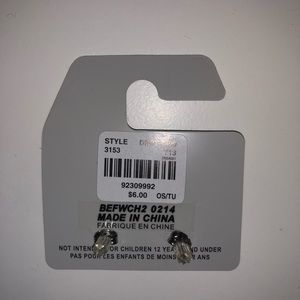 STYLE
3153
92309992
$6.00 OS/TU
BEFWCH2 0214
MADE IN CHINA
FABRIQUE EN CHINE
NOT INTENDED FOR CHILDREN 12 YEARS AND UNDER
PAS POUR LES ENFANTS DE MOINS DE 12 ANS